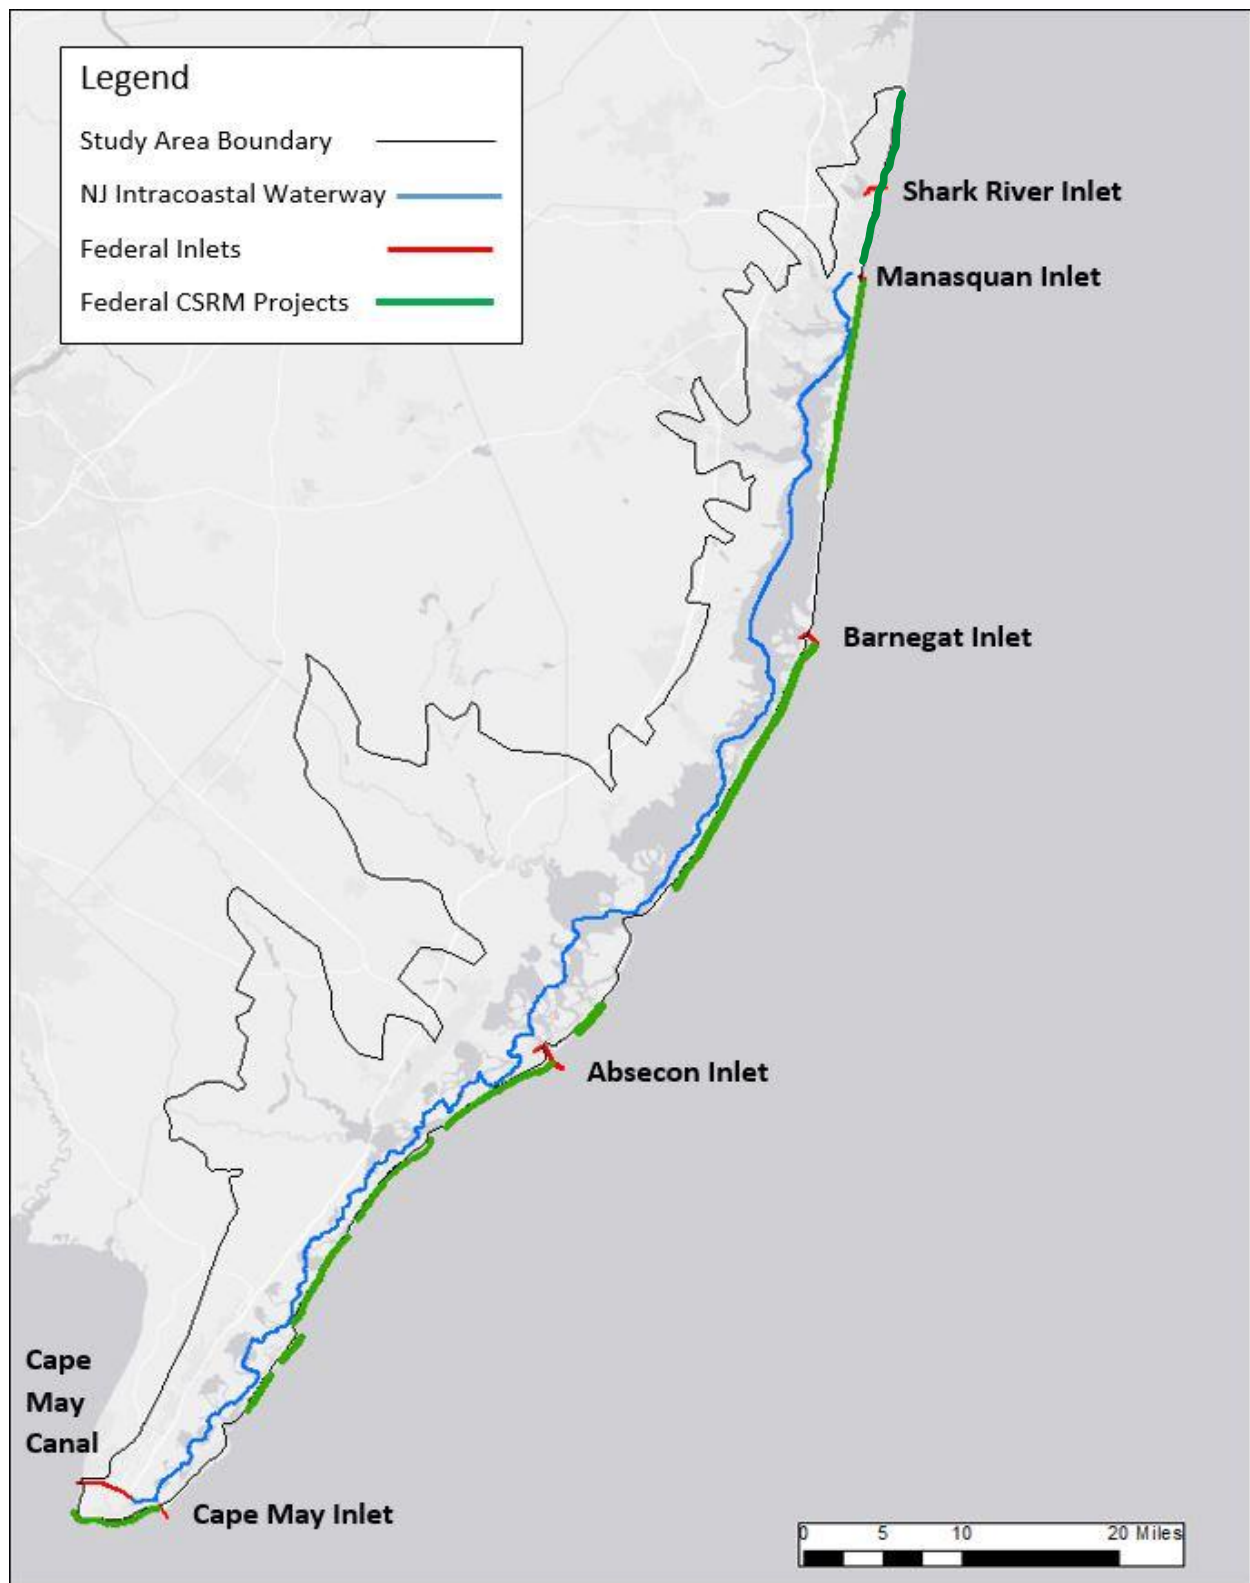 Legend
Study Area Boundary
NJ Intracoastal Waterway
Federal Inlets
Federal CSRM Projects
Shark River Inlet
Manasquan Inlet
Barnegat Inlet
Absecon Inlet
Cape
May
Canal
Cape May Inlet
0 5 10 20 Miles